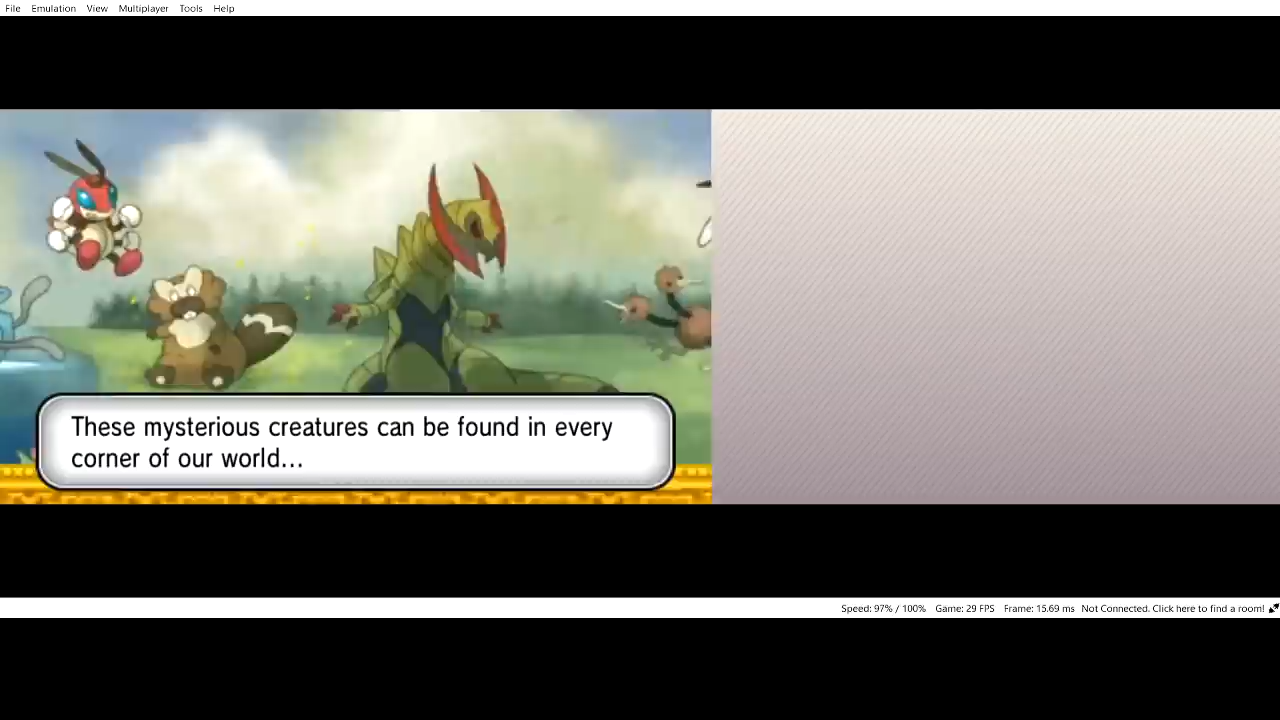 File Emulation View Multiplayer Tools Help
These mysterious creatures can be found in every
corner of our world...
Speed: 97% / 100% Game: 29 FPS Frame: 15.69 ms Not Connected. Click here to find a room!